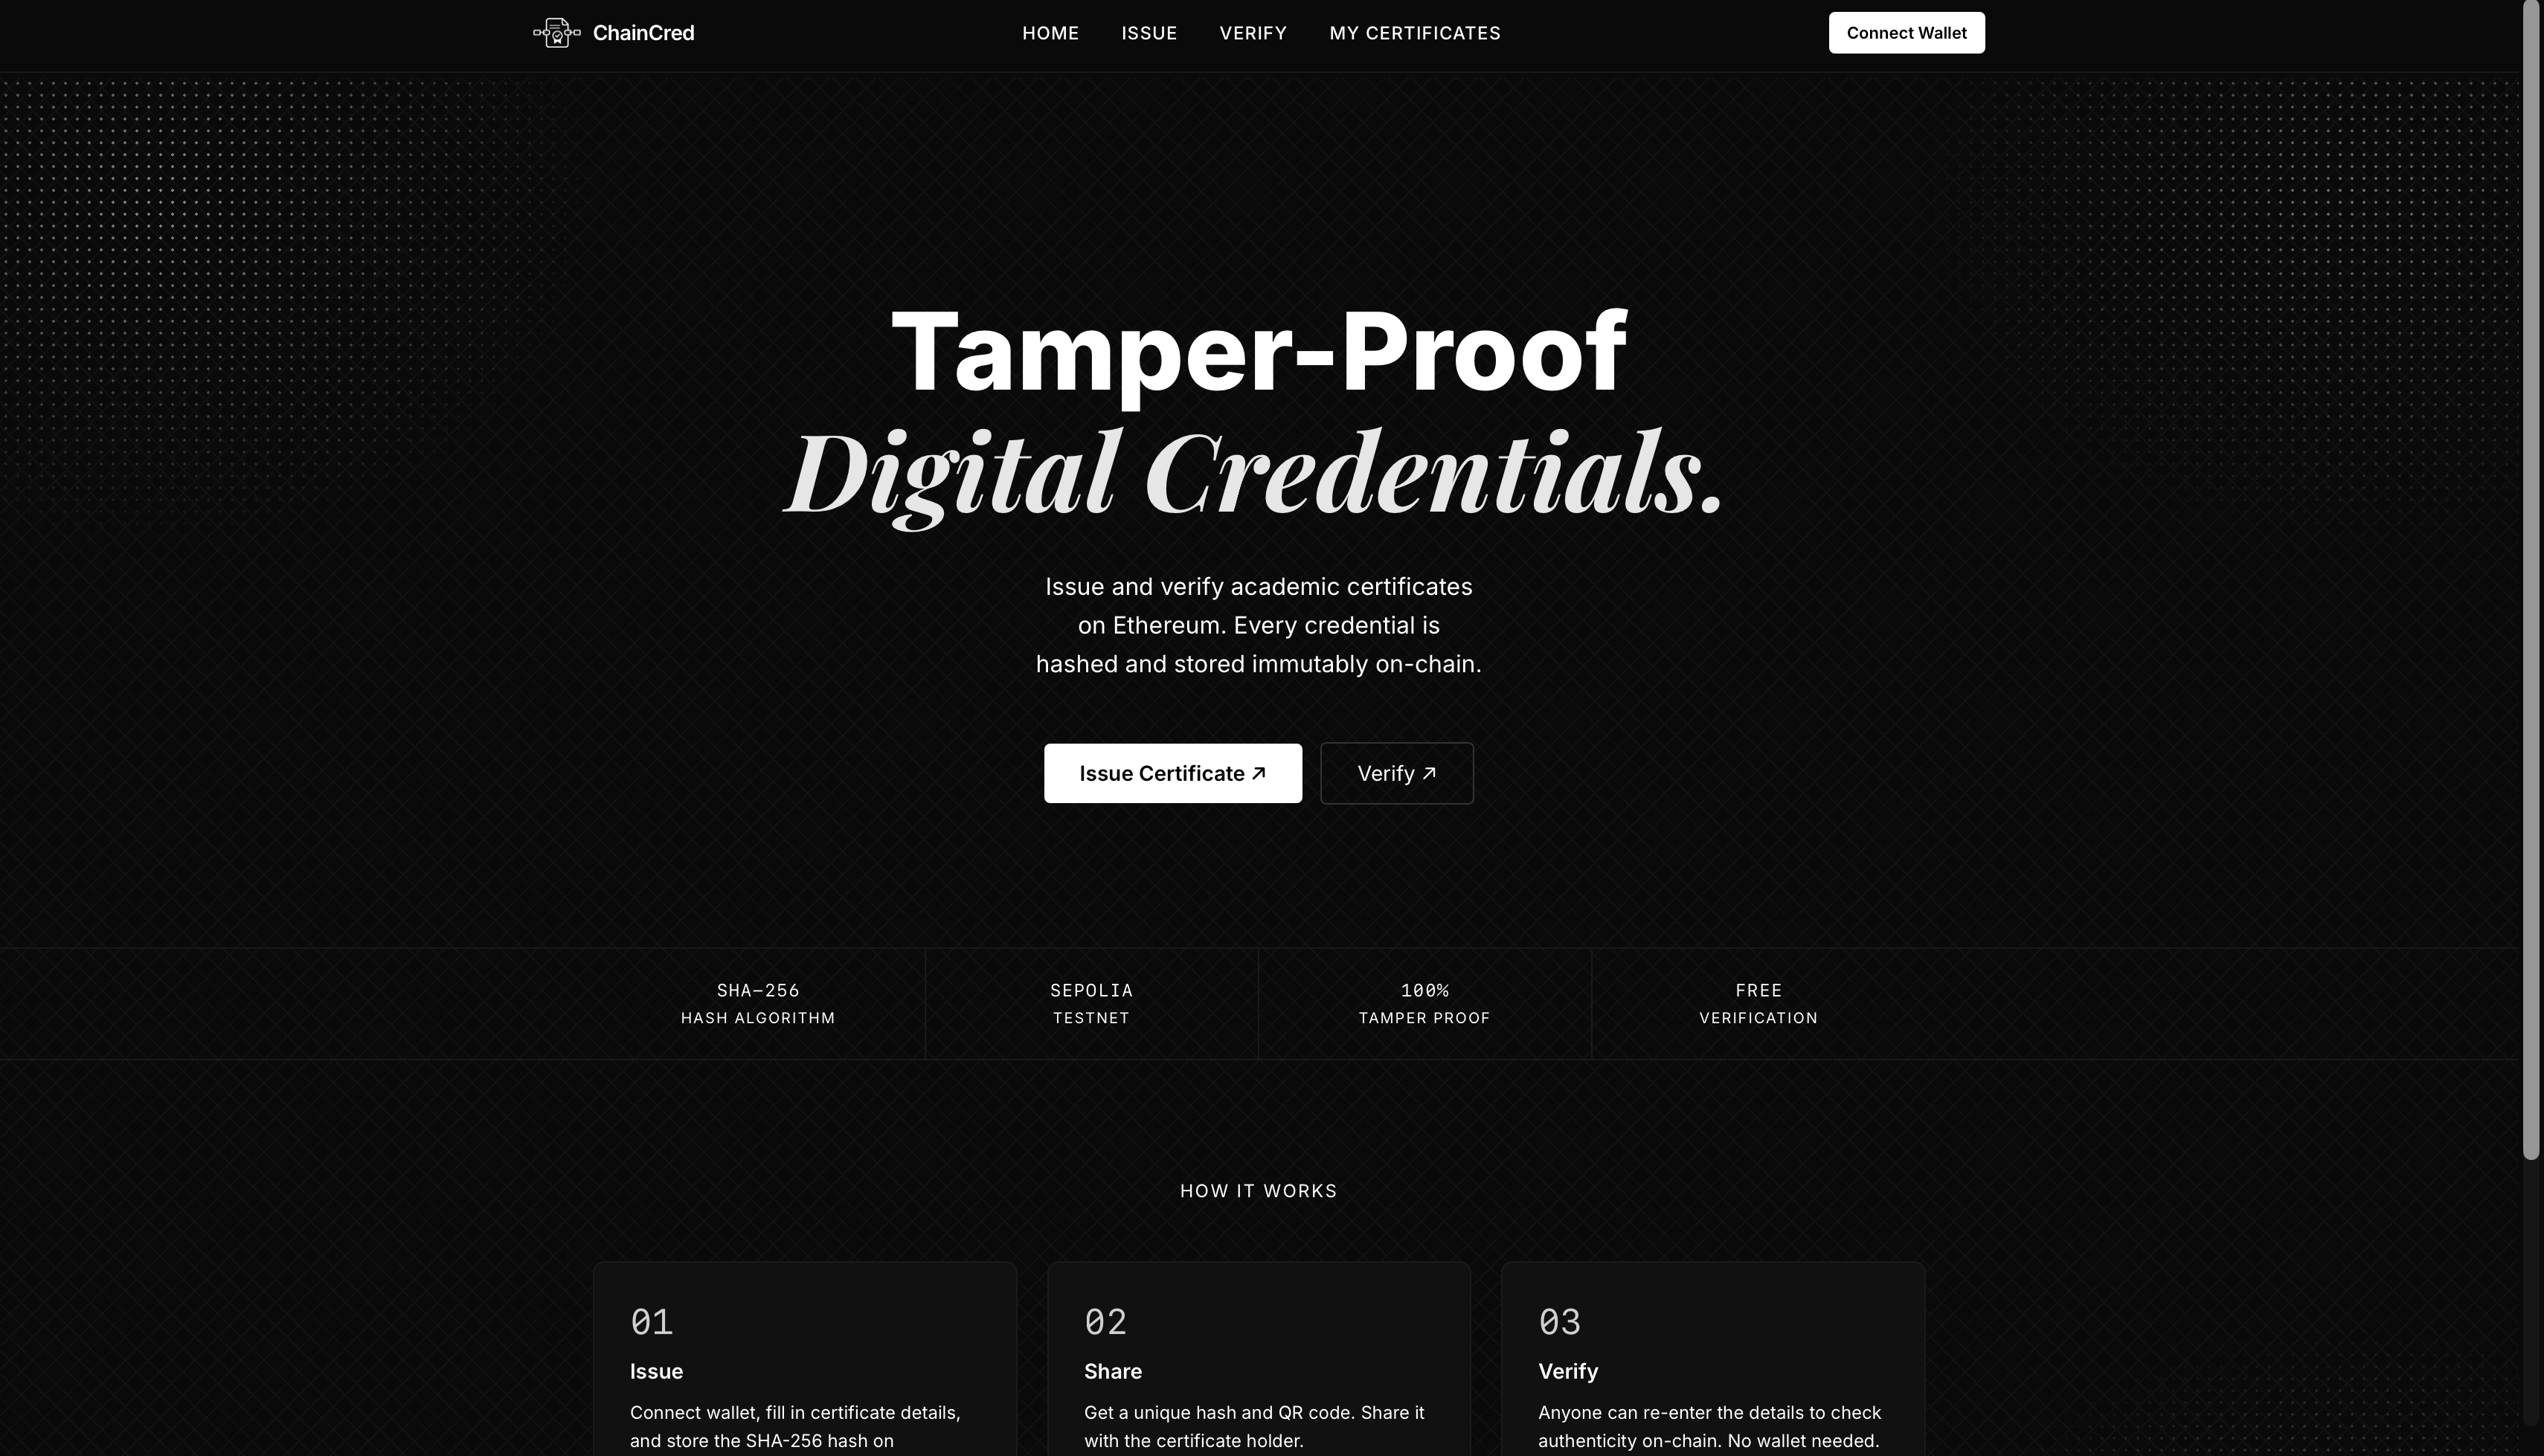 ChainCred
HOME
ISSUE
VERIFY
MY CERTIFICATES
Connect Wallet
Tamper-Proof
Digital Credentials.
Issue and verify academic certificates
on Ethereum. Every credential is
hashed and stored immutably on-chain.
Issue Certificate ↗
Verify ↗
SHA-256
HASH ALGORITHM
SEPOLIA
TESTNET
100%
TAMPER PROOF
FREE
VERIFICATION
HOW IT WORKS
01
Issue
Connect wallet, fill in certificate details,
and store the SHA-256 hash on
02
Share
Get a unique hash and QR code. Share it
with the certificate holder.
03
Verify
Anyone can re-enter the details to check
authenticity on-chain. No wallet needed.